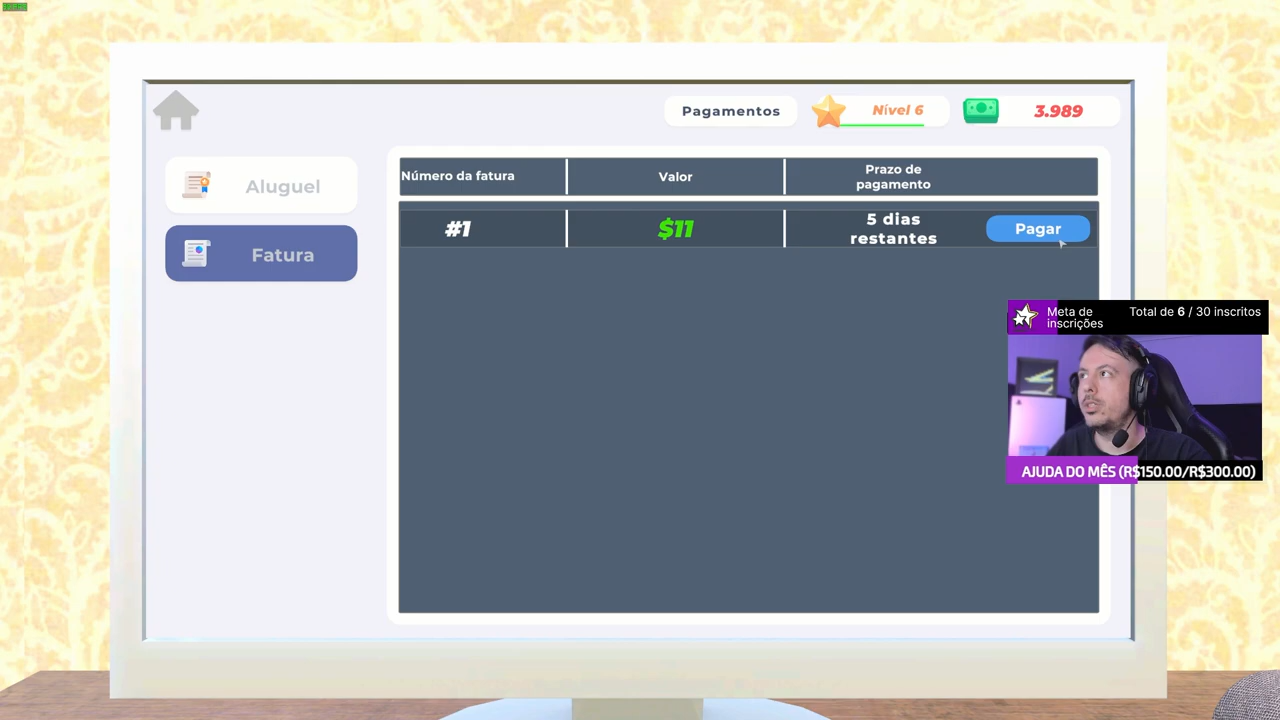 Pagamentos
Nível 6
3.989
Aluguel
Fatura
Número da fatura
Valor
Prazo de
pagamento
#1
$11
5 dias
restantes
Pagar
Meta de
inscrições
Total de 6 / 30 inscritos
AJUDA DO MÊS (R$150.00/R$300.00)